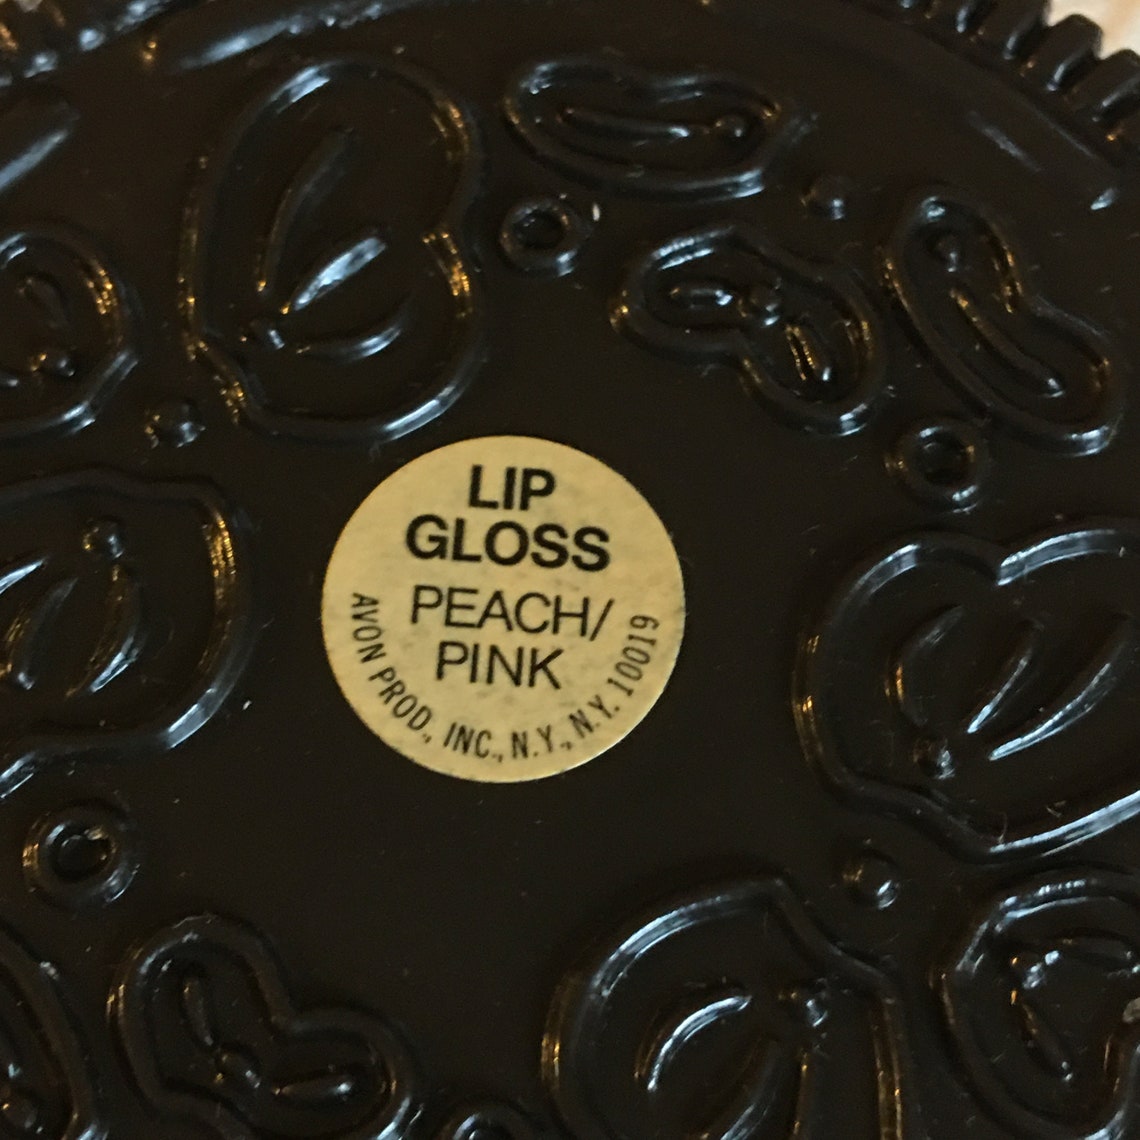 LIP
GLOSS
PEACH/
PINK
AVON PROD., INC., N.Y., N.Y. 10019